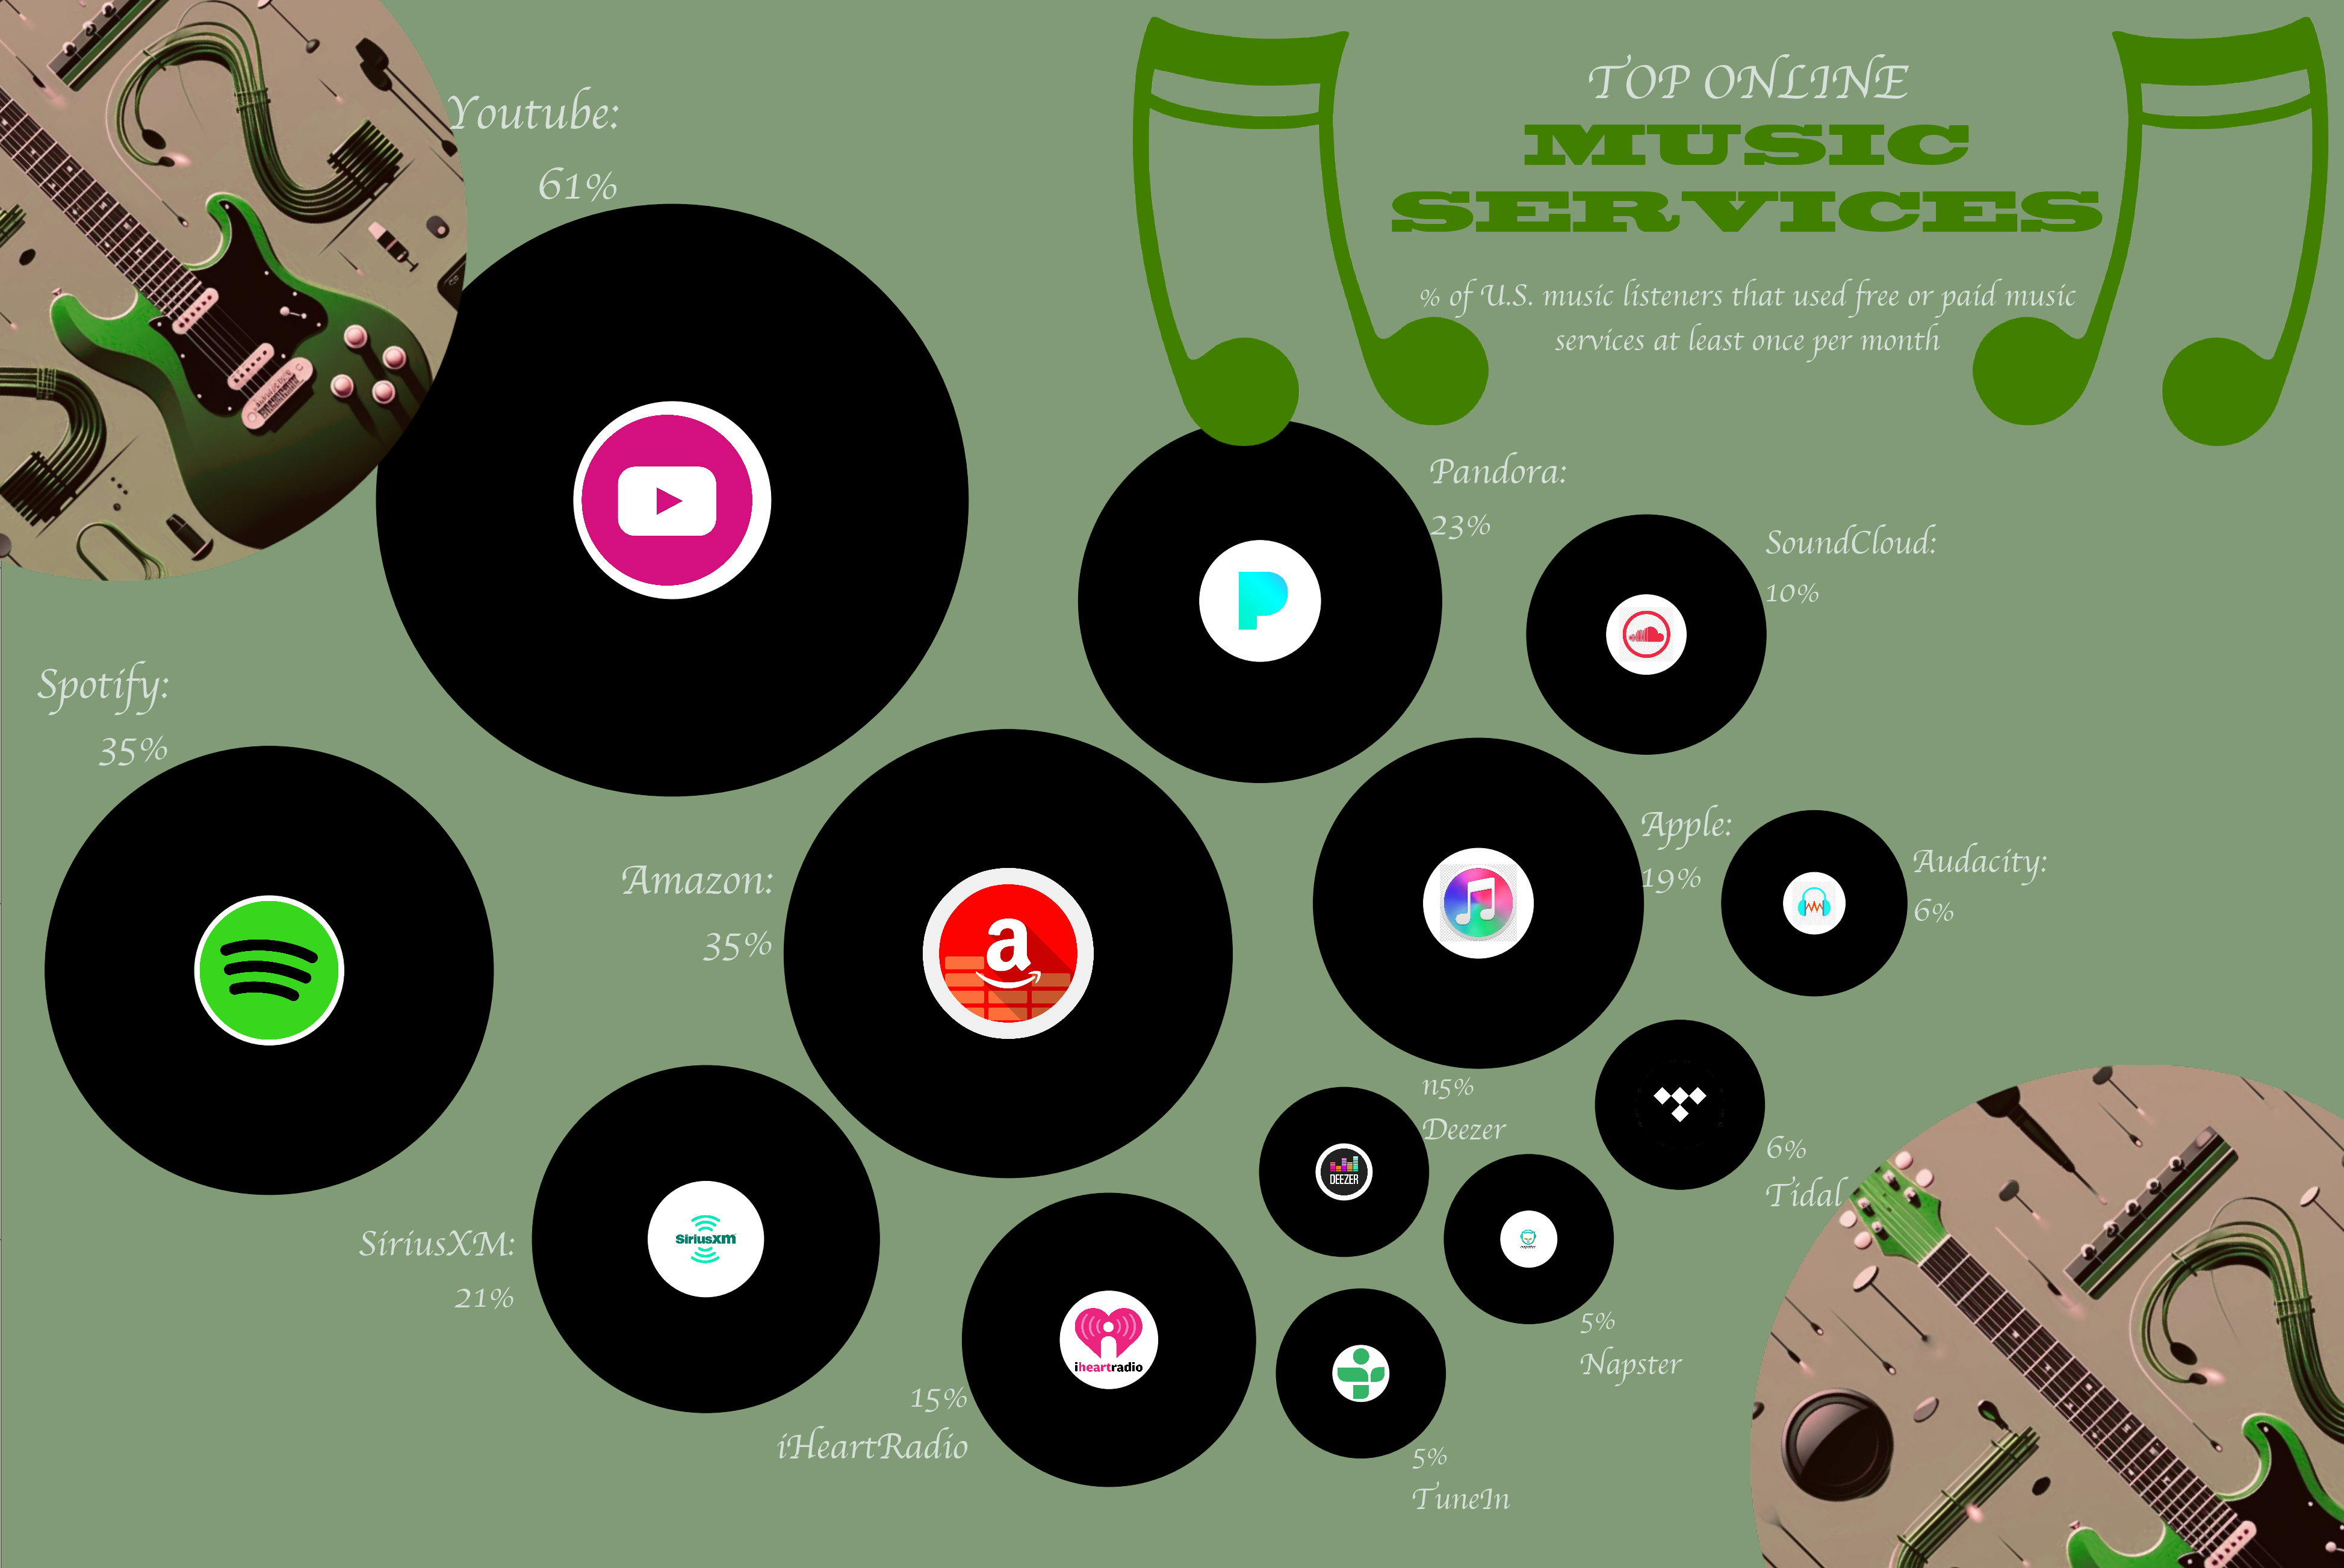 TOP ONLINE
MUSIC
SERVICES
% of U.S. music listeners that used free or paid music
services at least once per month
Youtube:
61%
Pandora:
23%
SoundCloud:
10%
Spotify:
35%
Amazon:
35%
a
Apple:
19%
Audacity:
6%
n5%
Deezer
DEEZER
6%
Tidal
SiriusXM:
21%
SiriusXM
5%
Napster
napster
15%
iHeartRadio
iheartradio
5%
TuneIn